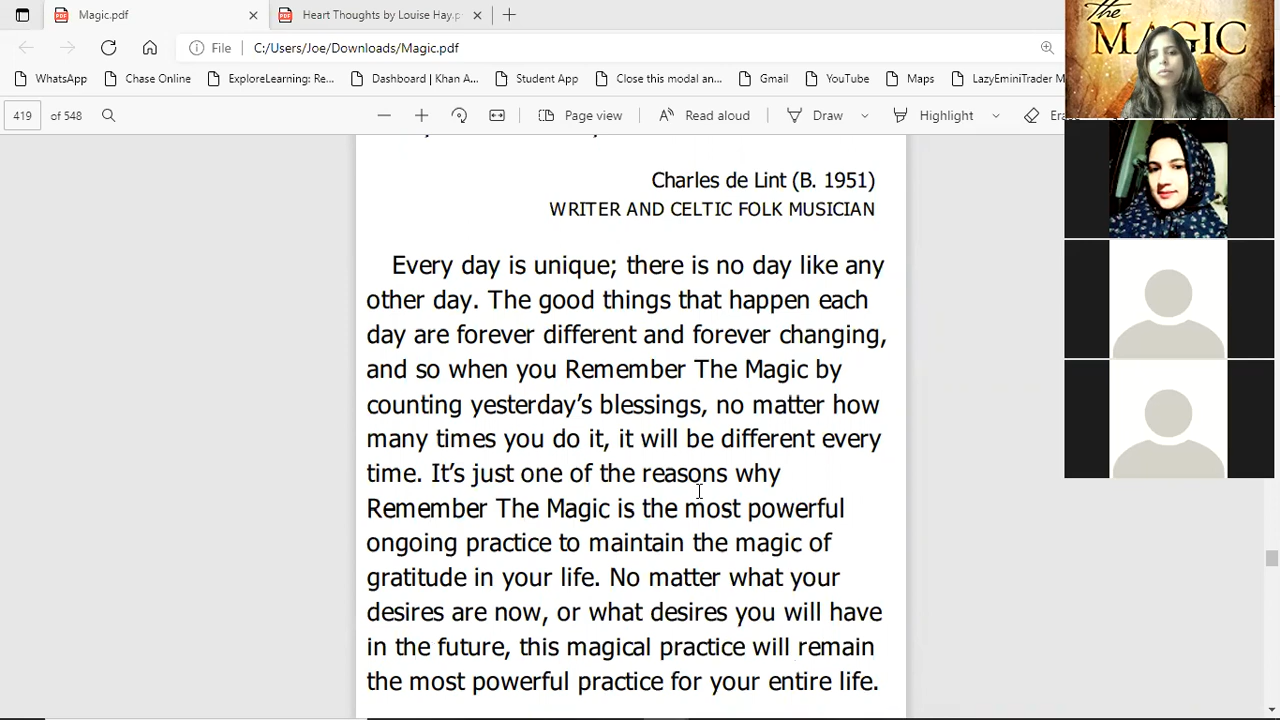 Magic.pdf
Heart Thoughts by Louise Hay.p
File
C:/Users/Joe/Downloads/Magic.pdf
WhatsApp
Chase Online
ExploreLearning: Re...
Dashboard | Khan A...
Student App
Close this modal an...
Gmail
YouTube
Maps
LazyEminiTrader M
419 of 548
Page view
Read aloud
Draw
Highlight
Era
The
MAGIC
Charles de Lint (B. 1951)
WRITER AND CELTIC FOLK MUSICIAN
Every day is unique; there is no day like any
other day. The good things that happen each
day are forever different and forever changing,
and so when you Remember The Magic by
counting yesterday’s blessings, no matter how
many times you do it, it will be different every
time. It’s just one of the reasons why
Remember The Magic is the most powerful
ongoing practice to maintain the magic of
gratitude in your life. No matter what your
desires are now, or what desires you will have
in the future, this magical practice will remain
the most powerful practice for your entire life.